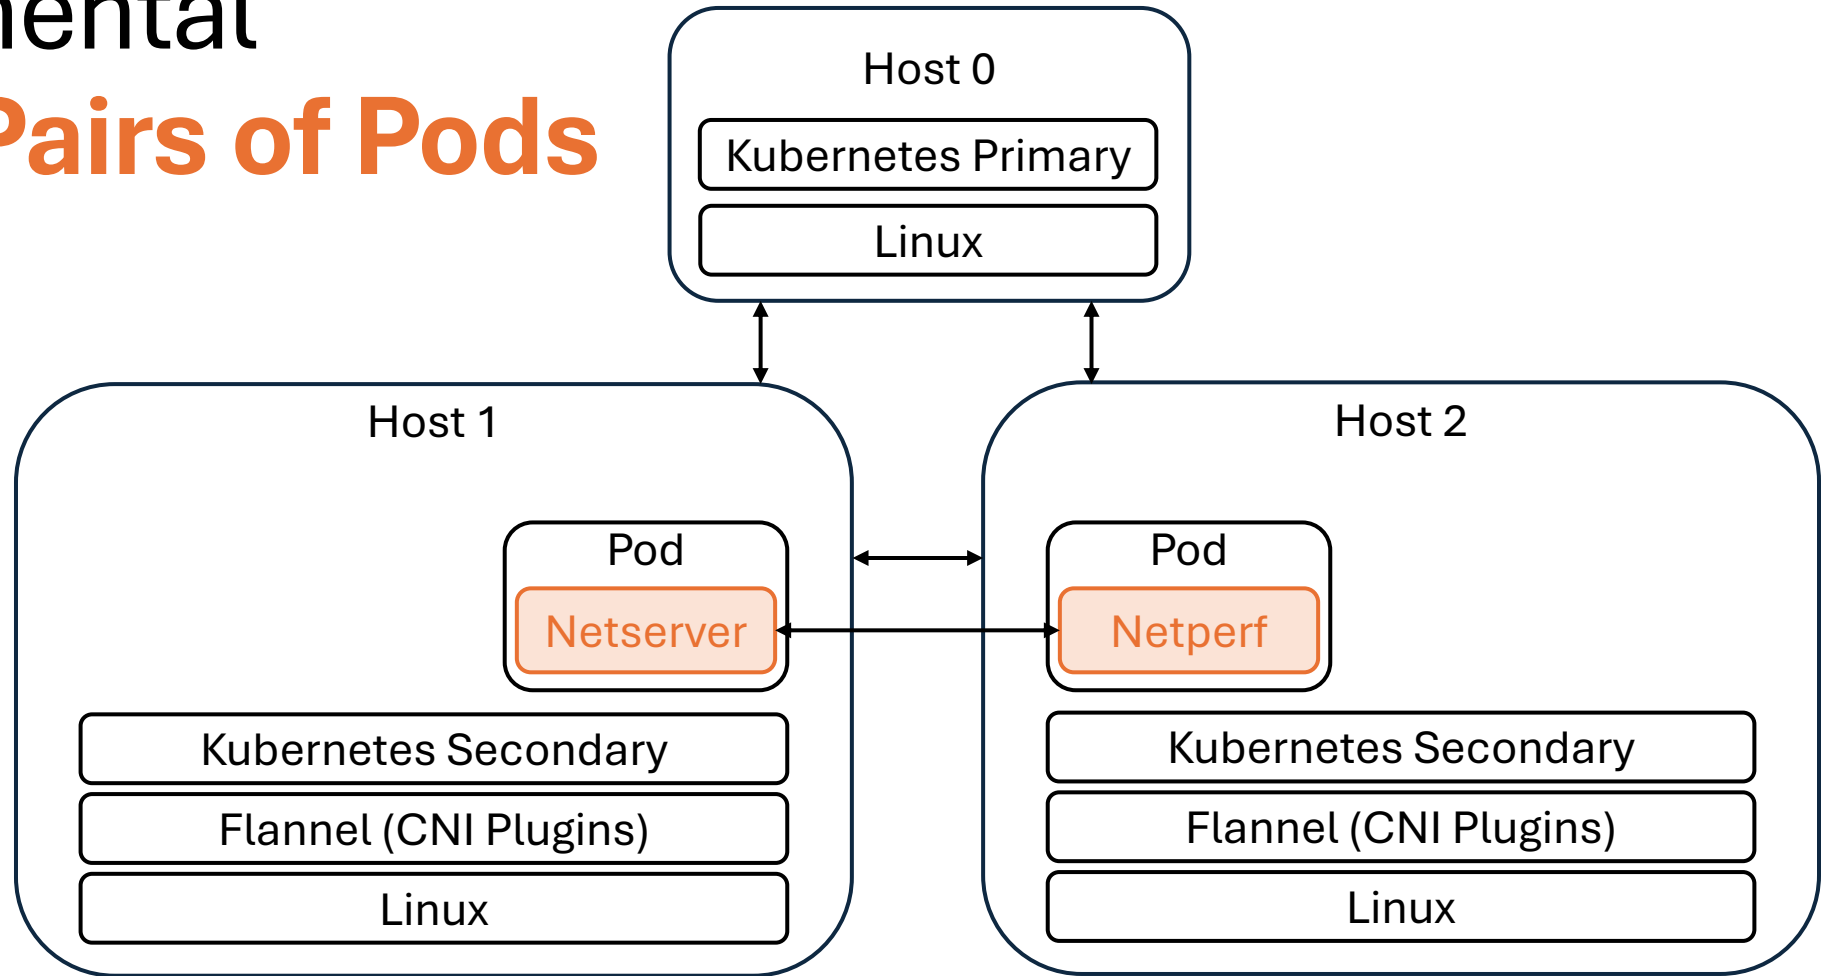 mental
Pairs of Pods
Host 0
Kubernetes Primary
Linux
Host 1
Pod
Netserver
Kubernetes Secondary
Flannel (CNI Plugins)
Linux
Host 2
Pod
Netperf
Kubernetes Secondary
Flannel (CNI Plugins)
Linux